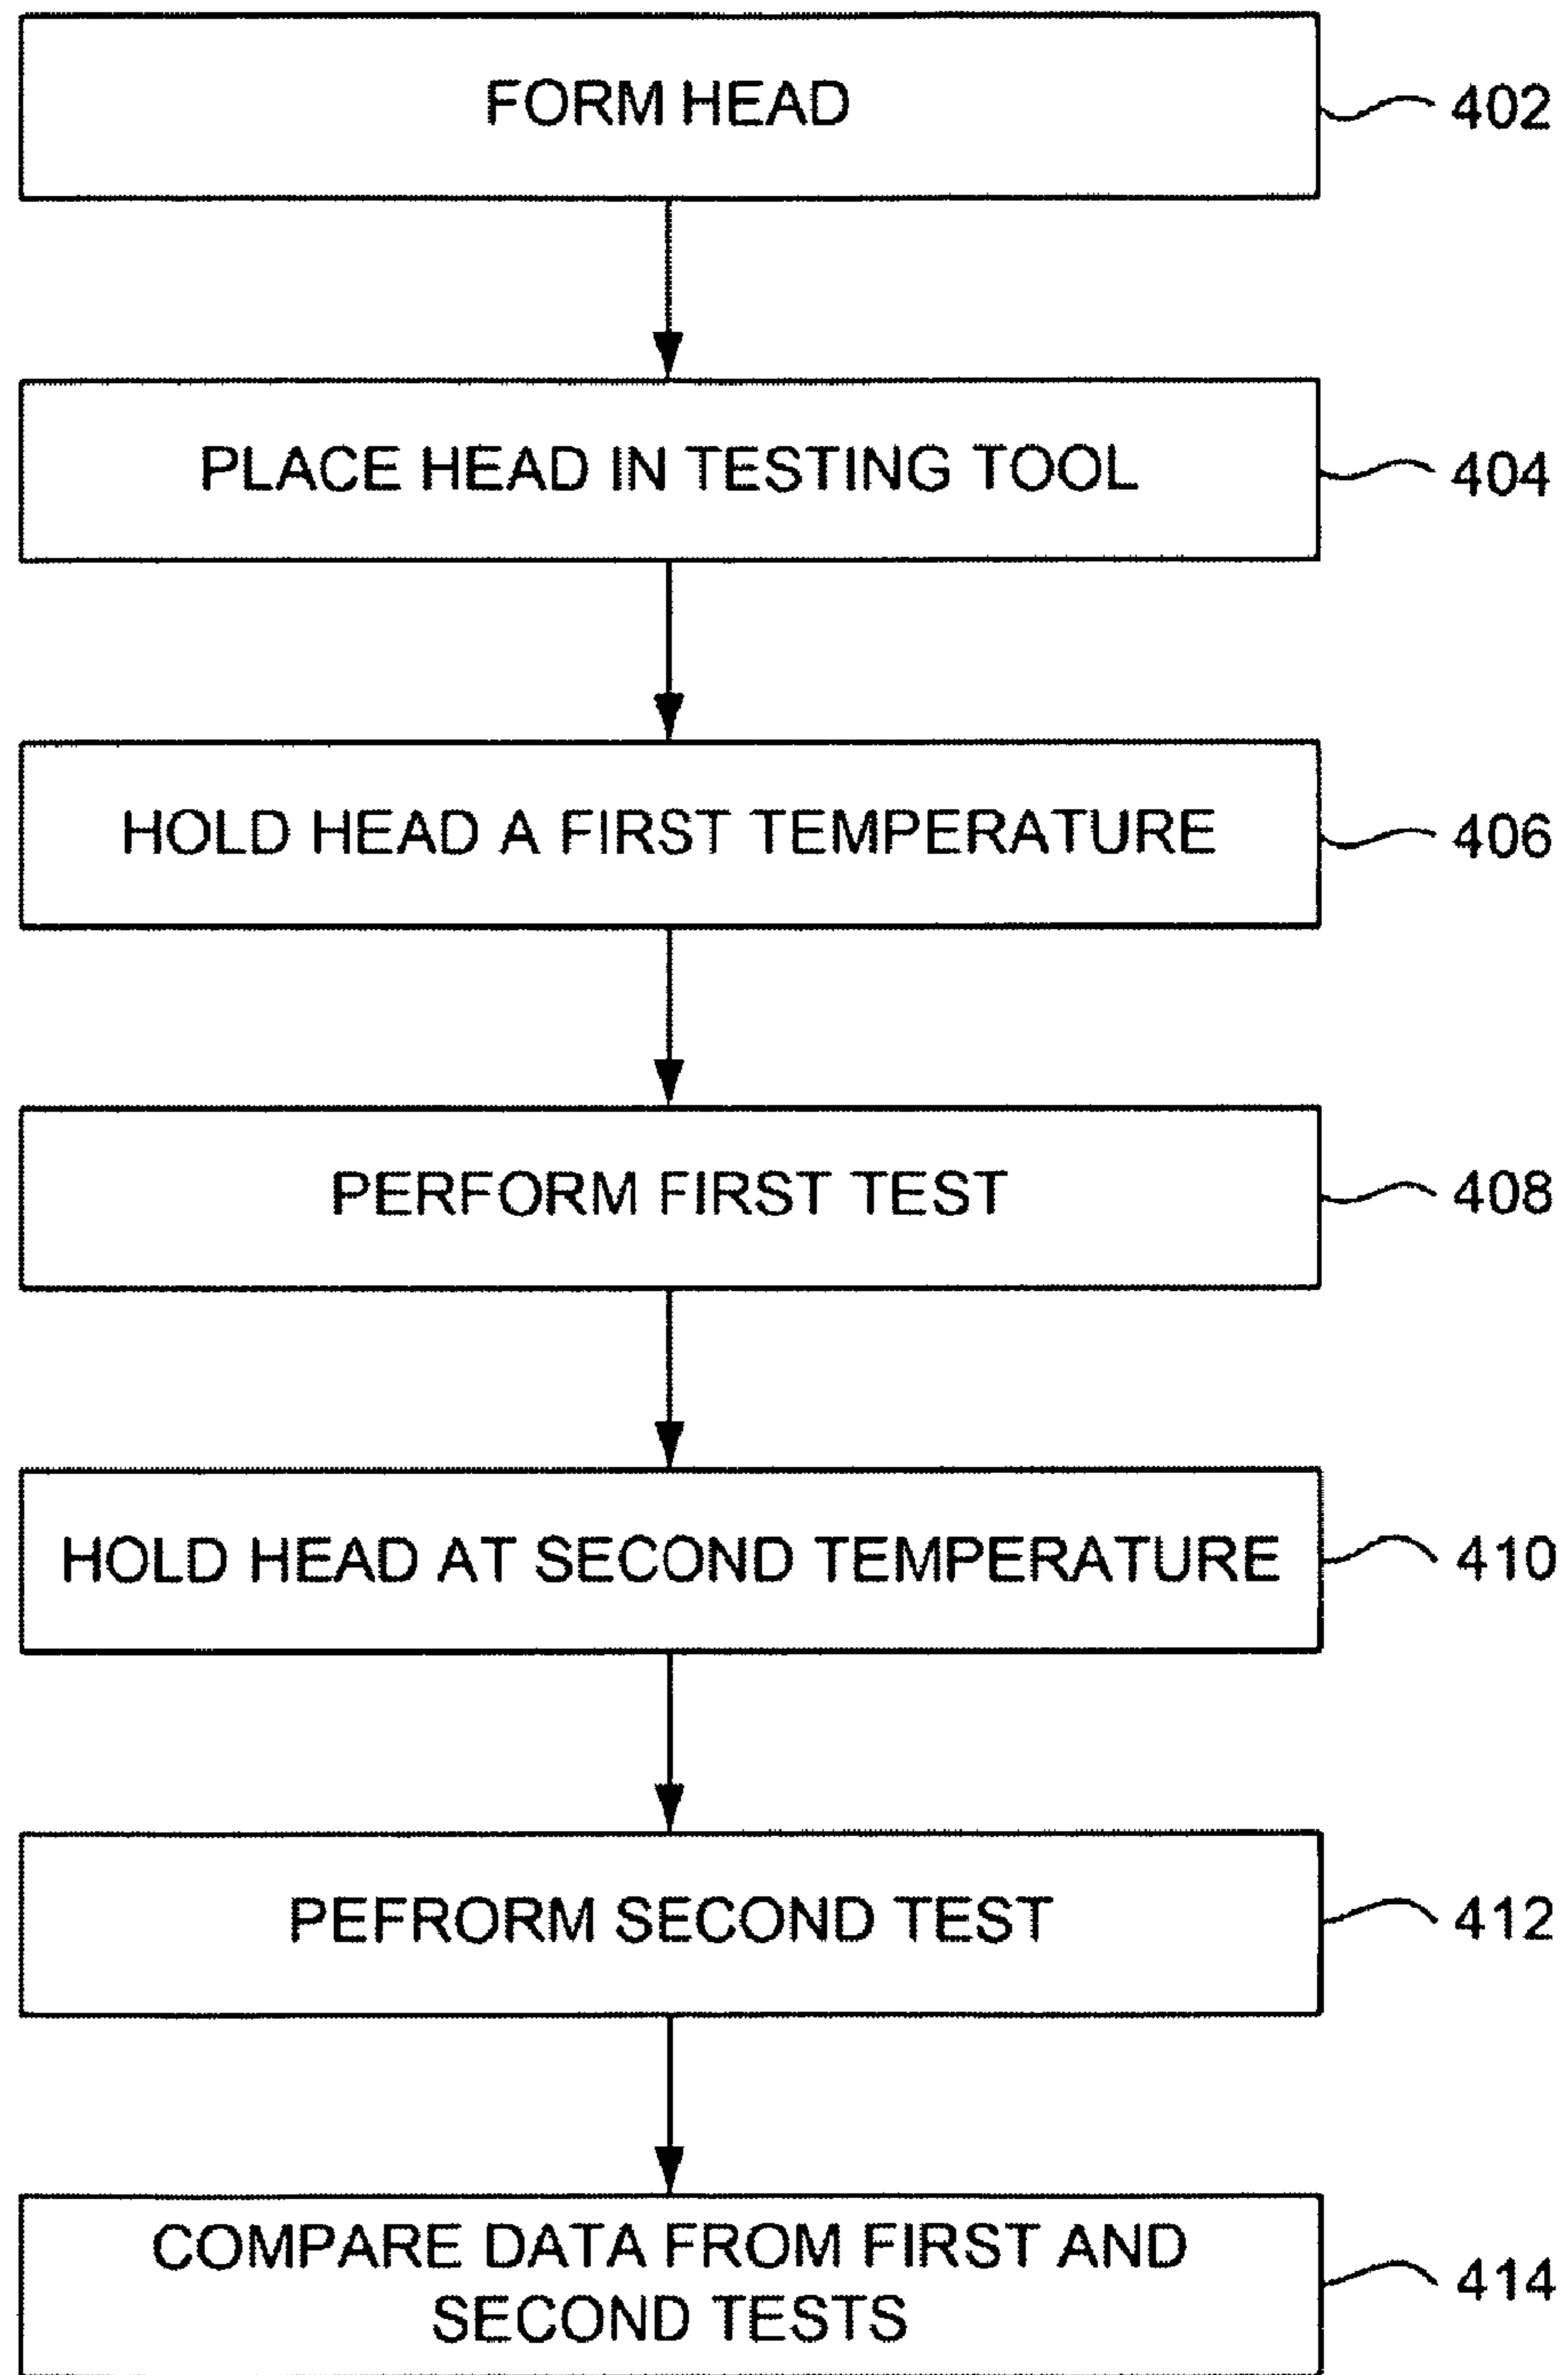 FORM HEAD
402
PLACE HEAD IN TESTING TOOL
404
HOLD HEAD A FIRST TEMPERATURE
406
PERFORM FIRST TEST
408
HOLD HEAD AT SECOND TEMPERATURE
410
PEFRORM SECOND TEST
412
COMPARE DATA FROM FIRST AND
SECOND TESTS
414